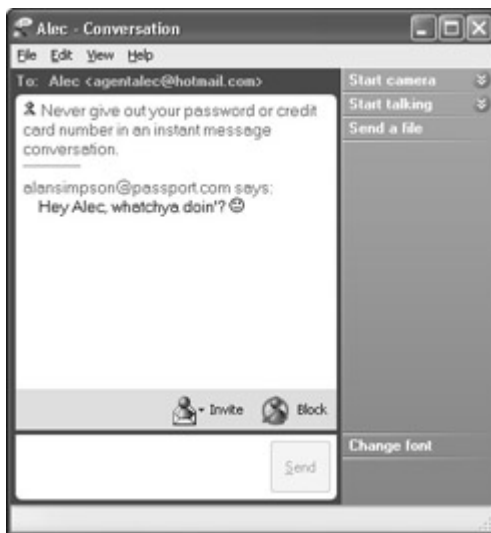 Alec - Conversation
File Edit View Help
To: Alec <agentalec@hotmail.com>
Never give out your password or credit
card number in an instant message
conversation.
alansimpson@passport.com says:
Hey Alec, whatchya doin'?
Invite Block
Send
Start camera
Start talking
Send a file
Change font